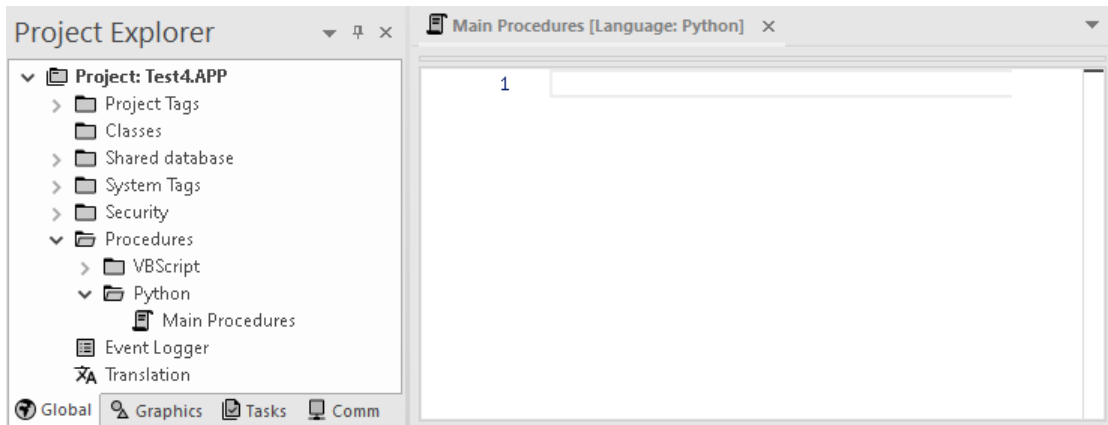 Project Explorer
Project: Test4.APP
Project Tags
Classes
Shared database
System Tags
Security
Procedures
VBScript
Python
Main Procedures
Event Logger
Translation
Global Graphics Tasks Comm
Main Procedures [Language: Python]
1